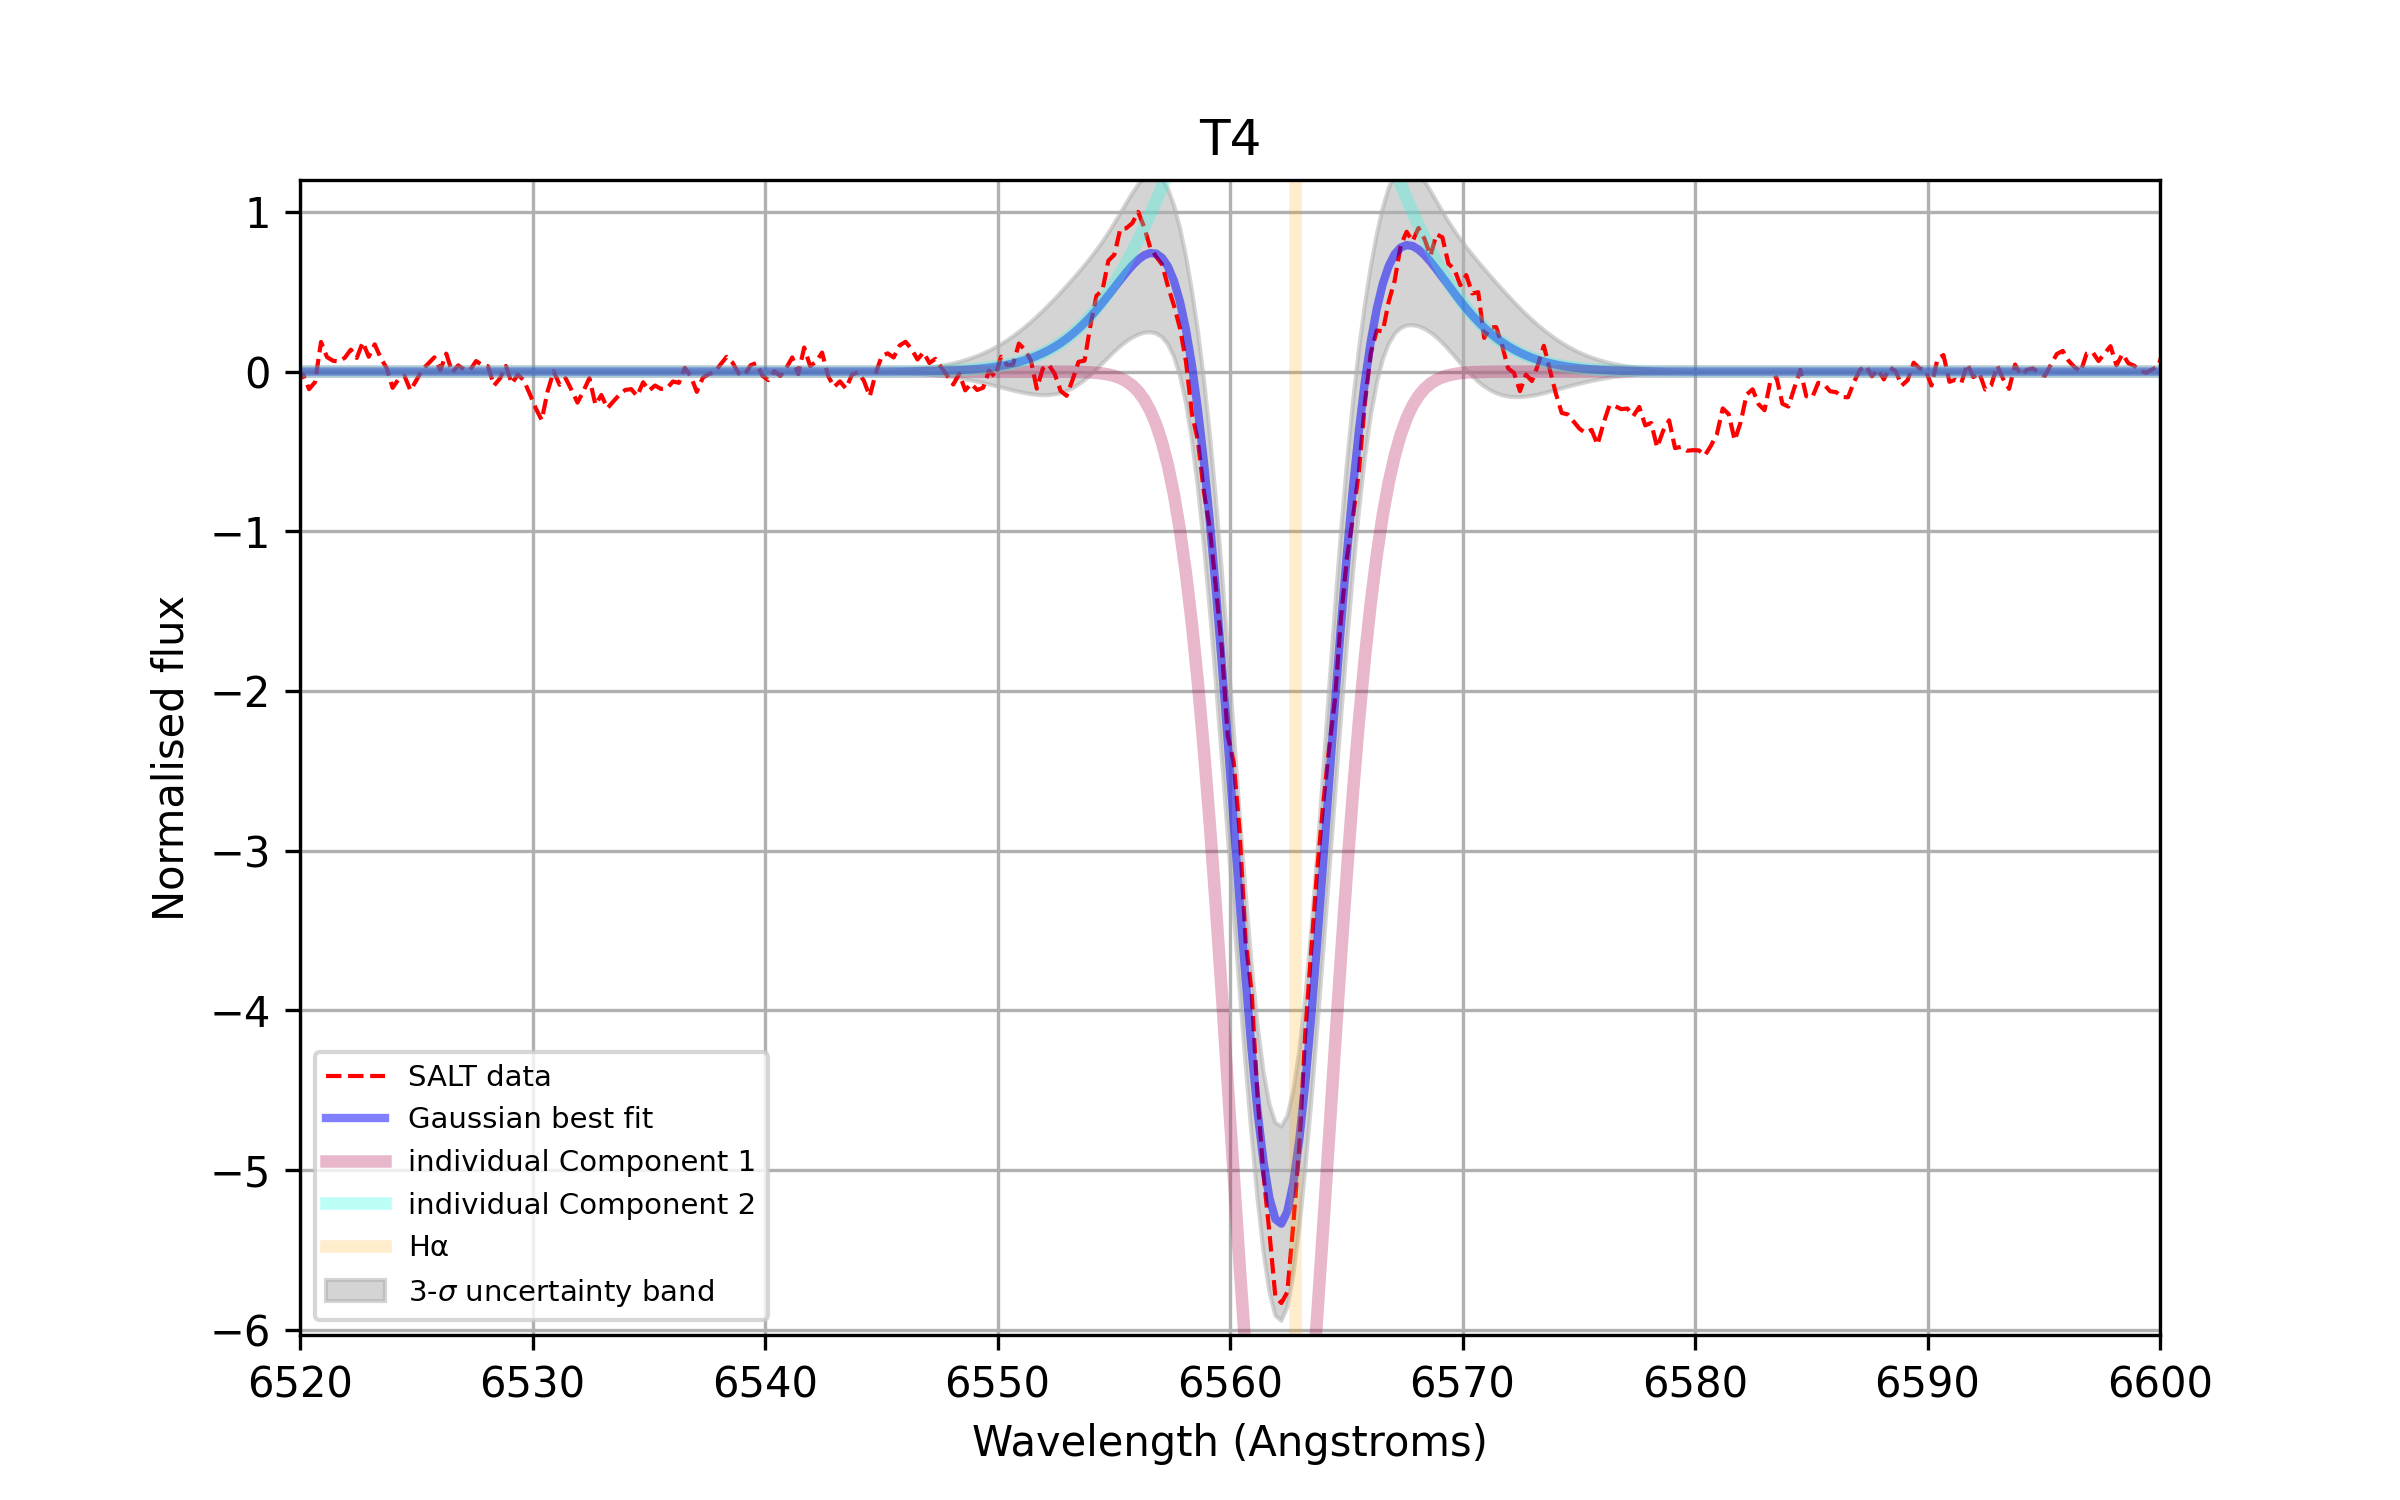 T4
Normalised flux
1
0
−1
−2
−3
−4
−5
−6
SALT data
Gaussian best fit
individual Component 1
individual Component 2
Hα
3-σ uncertainty band
6520 6530 6540 6550 6560 6570 6580 6590 6600
Wavelength (Angstroms)